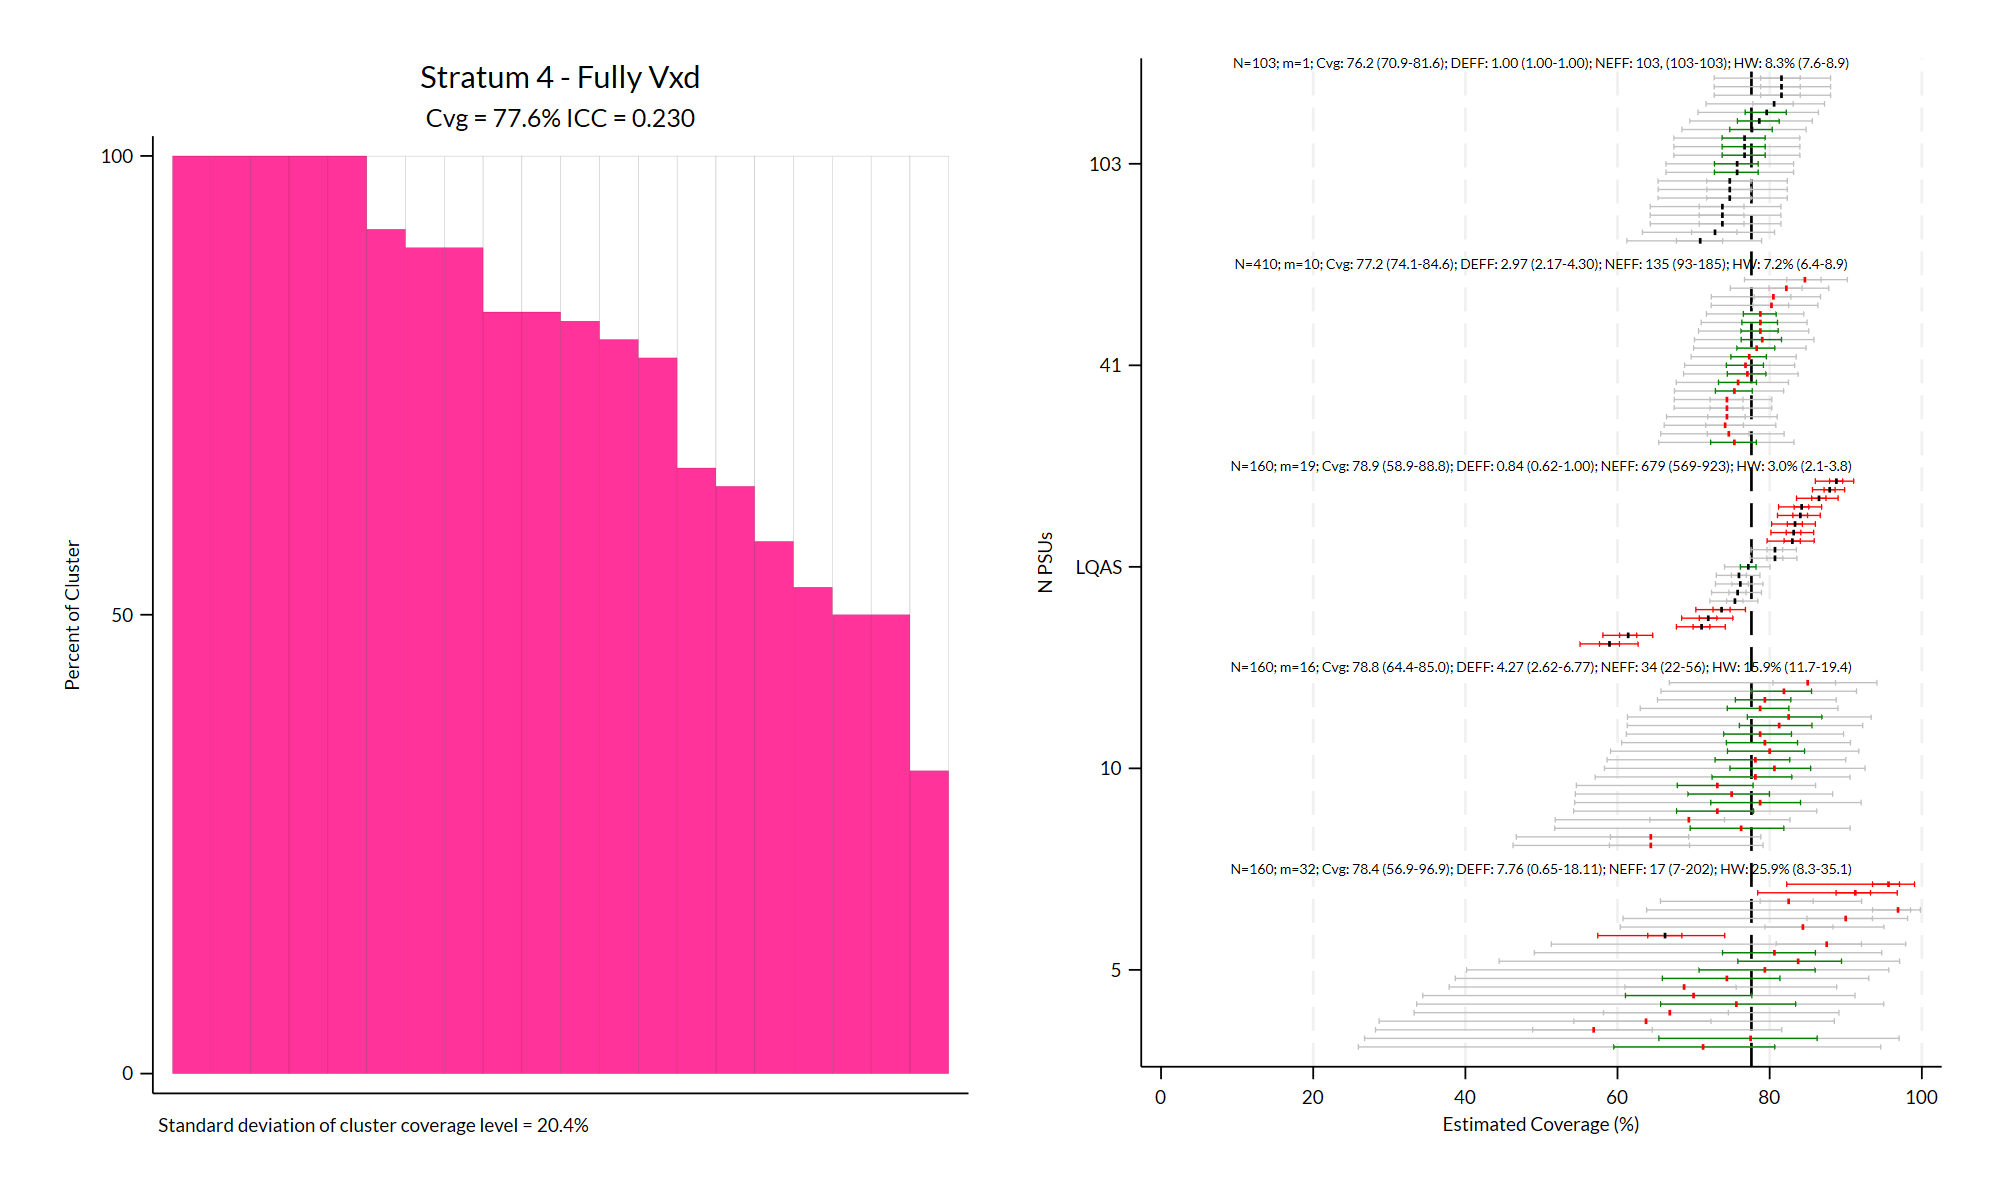 Stratum 4 - Fully Vxd
Cvg = 77.6% ICC = 0.230
100
50
0
Percent of Cluster
Standard deviation of cluster coverage level = 20.4%
N=103; m=1; Cvg: 76.2 (70.9-81.6); DEFF: 1.00 (1.00-1.00); NEFF: 103, (103-103); HW: 8.3% (7.6-8.9)
103
N=410; m=10; Cvg: 77.2 (74.1-84.6); DEFF: 2.97 (2.17-4.30); NEFF: 135 (93-185); HW: 7.2% (6.4-8.9)
41
N=160; m=19; Cvg: 78.9 (58.9-88.8); DEFF: 0.84 (0.62-1.00); NEFF: 679 (569-923); HW: 3.0% (2.1-3.8)
LQAS
N=160; m=16; Cvg: 78.8 (64.4-85.0); DEFF: 4.27 (2.62-6.77); NEFF: 34 (22-56); HW: 15.9% (11.7-19.4)
10
N=160; m=32; Cvg: 78.4 (56.9-96.9); DEFF: 7.76 (0.65-18.11); NEFF: 17 (7-202); HW: 25.9% (8.3-35.1)
5
N PSUs
0 20 40 60 80 100
Estimated Coverage (%)